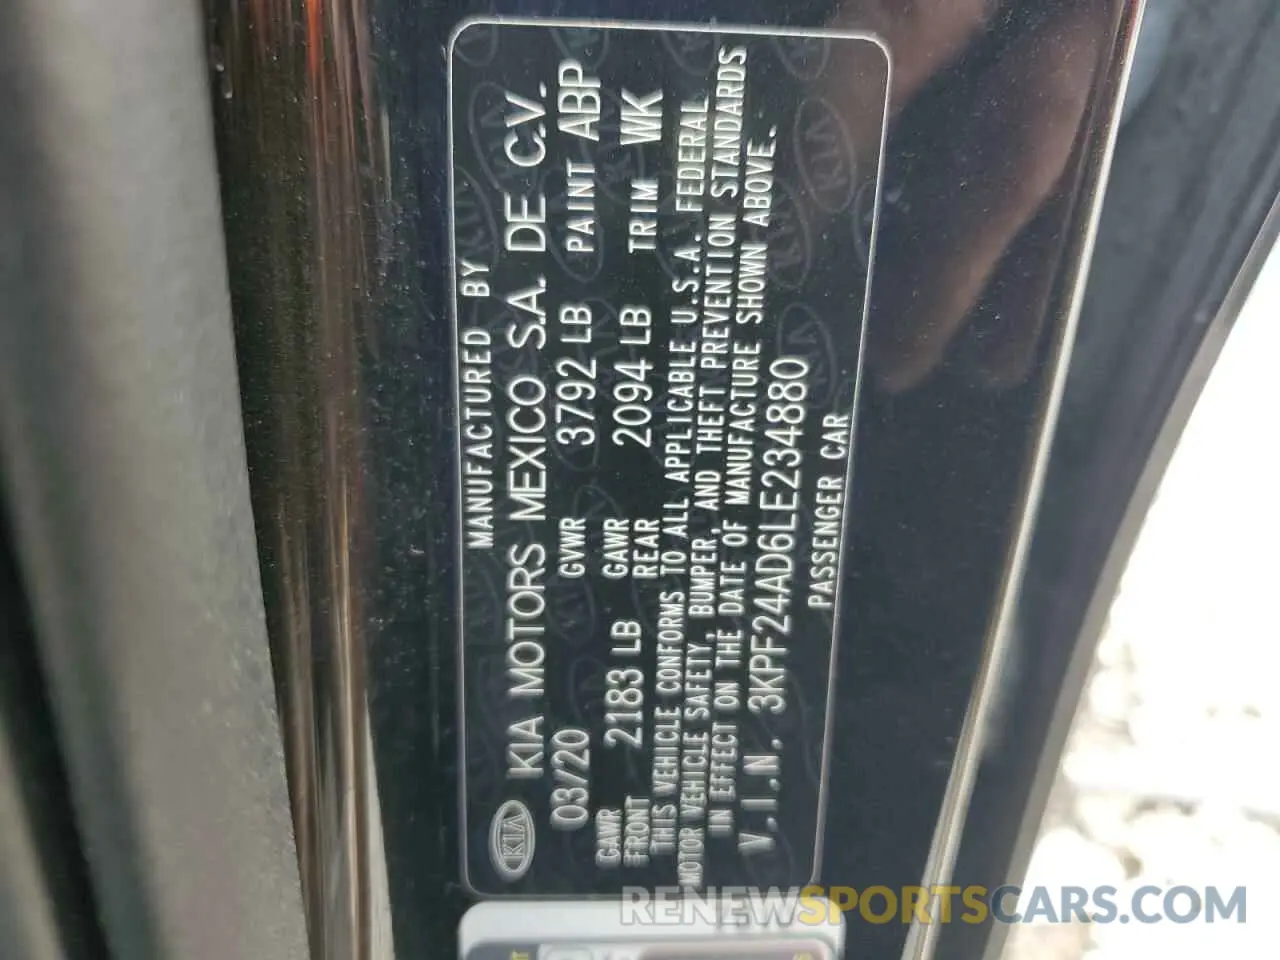 MANUFACTURED BY
KIA KIA MOTORS MEXICO S.A. DE C.V.
03/20 GVWR 3792 LB PAINT ABP
GAWR FRONT 2183 LB GAWR REAR 2094 LB TRIM WK
THIS VEHICLE CONFORMS TO ALL APPLICABLE U.S.A. FEDERAL
MOTOR VEHICLE SAFETY, BUMPER, AND THEFT PREVENTION STANDARDS
IN EFFECT ON THE DATE OF MANUFACTURE SHOWN ABOVE.
V.I.N. 3KPF24AD6LE234880
PASSENGER CAR
RENEWSPORTSCARS.COM